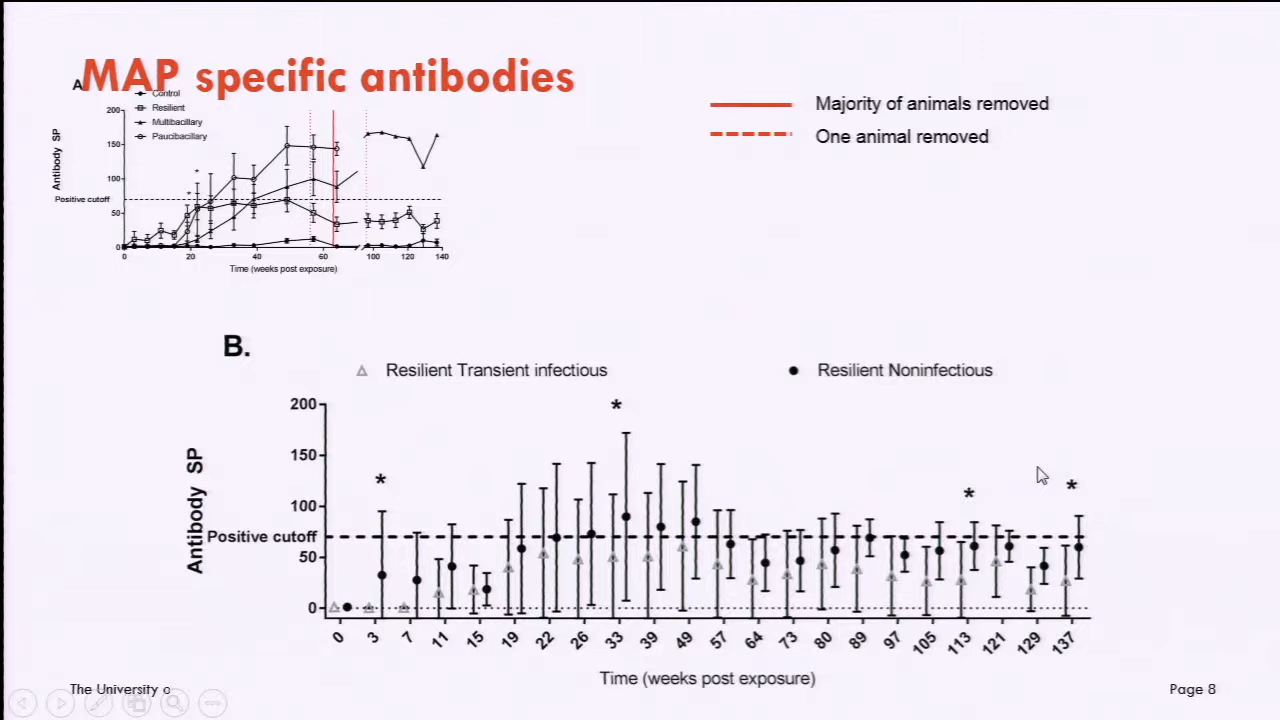 MAP specific antibodies
A
Control
Resilient
Multibacillary
Paucibacillary
Majority of animals removed
One animal removed
Antibody SP
200
150
100
Positive cutoff
50
0
* *
0 20 40 60 100 120 140
Time (weeks post exposure)
B.
Resilient Transient infectious
Resilient Noninfectious
Antibody SP
200
150
100
Positive cutoff
50
0
* * * *
0 3 7 11 15 19 22 26 33 39 49 57 64 73 80 89 97 105 113 121 129 137
Time (weeks post exposure)
The University
Page 8